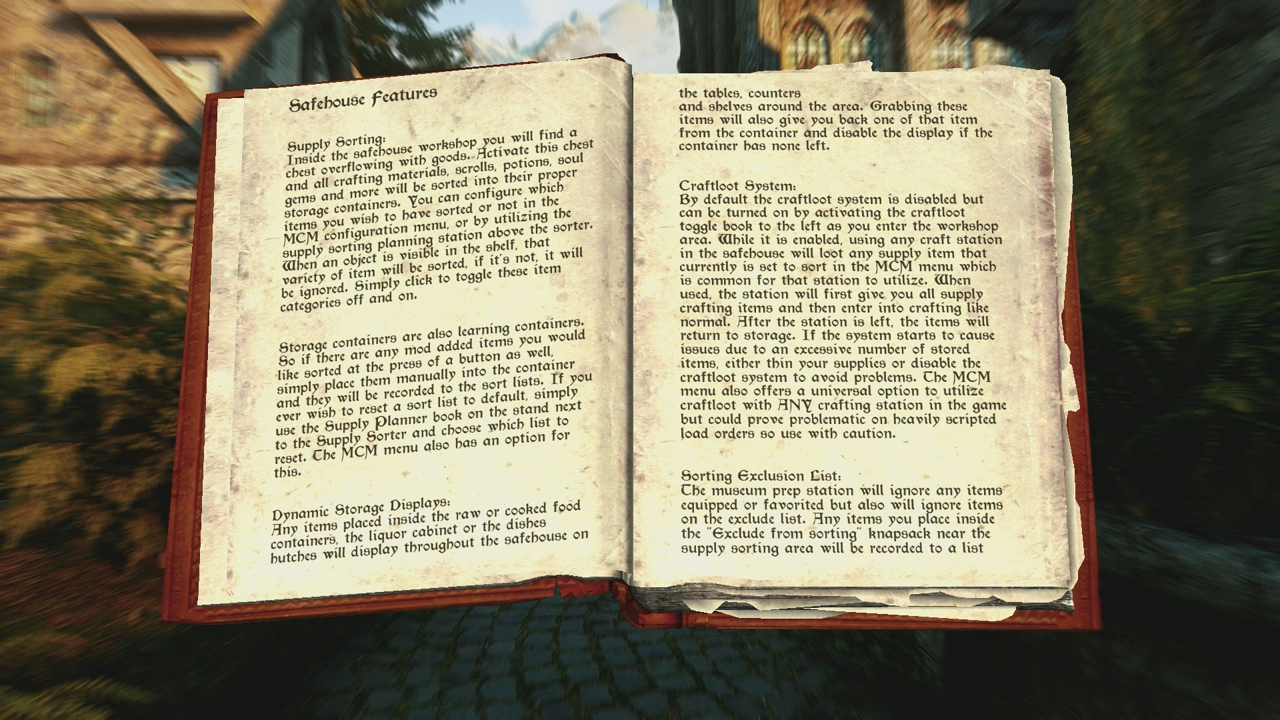 Safehouse Features
Supply Sorting:
Inside the safehouse workshop you will find a
chest overflowing with goods. Activate this chest
and all crafting materials, scrolls, potions, soul
gems and more will be sorted into their proper
storage containers. You can configure which
items you wish to have sorted or not in the
MCM configuration menu, or by utilizing the
supply sorting planning station above the sorter.
When an object is visible in the shelf, that
variety of item will be sorted, if it's not, it will
be ignored. Simply click to toggle these item
categories off and on.
Storage containers are also learning containers.
So if there are any mod added items you would
like sorted at the press of a button as well,
simply place them manually into the container
and they will be recorded to the sort lists. If you
ever wish to reset a sort list to default, simply
use the Supply Planner book on the stand next
to the Supply Sorter and choose which list to
reset. The MCM menu also has an option for
this.
Dynamic Storage Displays:
Any items placed inside the raw or cooked food
containers, the liquor cabinet or the dishes
hutches will display throughout the safehouse on
the tables, counters
and shelves around the area. Grabbing these
items will also give you back one of that item
from the container and disable the display if the
container has none left.
Craftloot System:
By default the craftloot system is disabled but
can be turned on by activating the craftloot
toggle book to the left as you enter the workshop
area. While it is enabled, using any craft station
in the safehouse will loot any supply item that
currently is set to sort in the MCM menu which
is common for that station to utilize. When
used, the station will first give you all supply
crafting items and then enter into crafting like
normal. After the station is left, the items will
return to storage. If the system starts to cause
issues due to an excessive number of stored
items, either thin your supplies or disable the
craftloot system to avoid problems. The MCM
menu also offers a universal option to utilize
craftloot with ANY crafting station in the game
but could prove problematic on heavily scripted
load orders so use with caution.
Sorting Exclusion List:
The museum prep station will ignore any items
equipped or favorited but also will ignore items
on the exclude list. Any items you place inside
the "Exclude from sorting" knapsack near the
supply sorting area will be recorded to a list